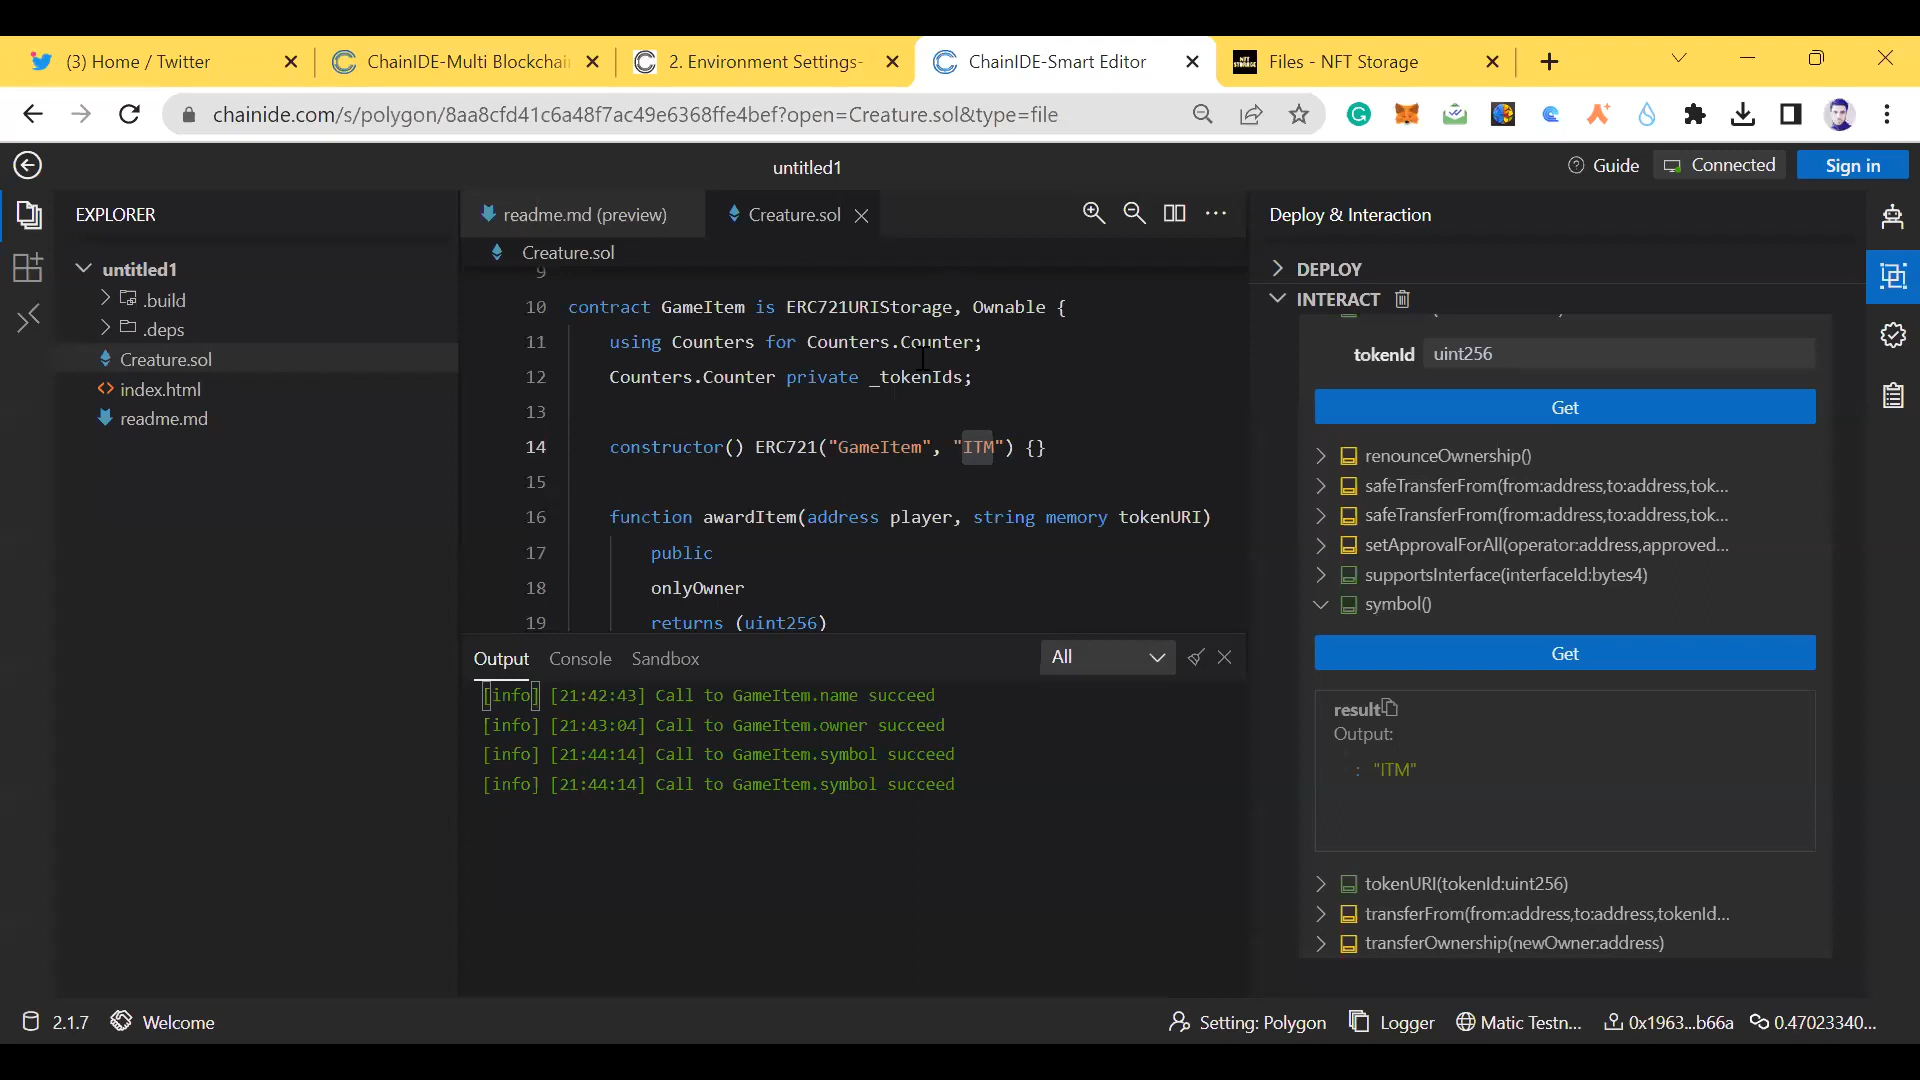 (3) Home / Twitter
ChainIDE-Multi Blockchain
2. Environment Settings-
ChainIDE-Smart Editor
Files - NFT Storage
chainide.com/s/polygon/8aa8cfd41c6a48f7ac49e6368ffe4bef?open=Creature.sol&type=file
untitled1
Guide
Connected
Sign in
EXPLORER
untitled1
.build
.deps
Creature.sol
index.html
readme.md
readme.md (preview)
Creature.sol
Creature.sol
9
10 contract GameItem is ERC721URIStorage, Ownable {
11 using Counters for Counters.Counter;
12 Counters.Counter private _tokenIds;
13
14 constructor() ERC721("GameItem", "ITM") {}
15
16 function awardItem(address player, string memory tokenURI)
17 public
18 onlyOwner
19 returns (uint256)
Output Console Sandbox All
[info] [21:42:43] Call to GameItem.name succeed
[info] [21:43:04] Call to GameItem.owner succeed
[info] [21:44:14] Call to GameItem.symbol succeed
[info] [21:44:14] Call to GameItem.symbol succeed
Deploy & Interaction
DEPLOY
INTERACT
tokenId uint256
Get
renounceOwnership()
safeTransferFrom(from:address,to:address,tok...
safeTransferFrom(from:address,to:address,tok...
setApprovalForAll(operator:address,approved...
supportsInterface(interfaceId:bytes4)
symbol()
Get
result
Output:
: "ITM"
tokenURI(tokenId:uint256)
transferFrom(from:address,to:address,tokenId...
transferOwnership(newOwner:address)
2.1.7 Welcome
Setting: Polygon Logger Matic Testn... 0x1963...b66a 0.47023340...